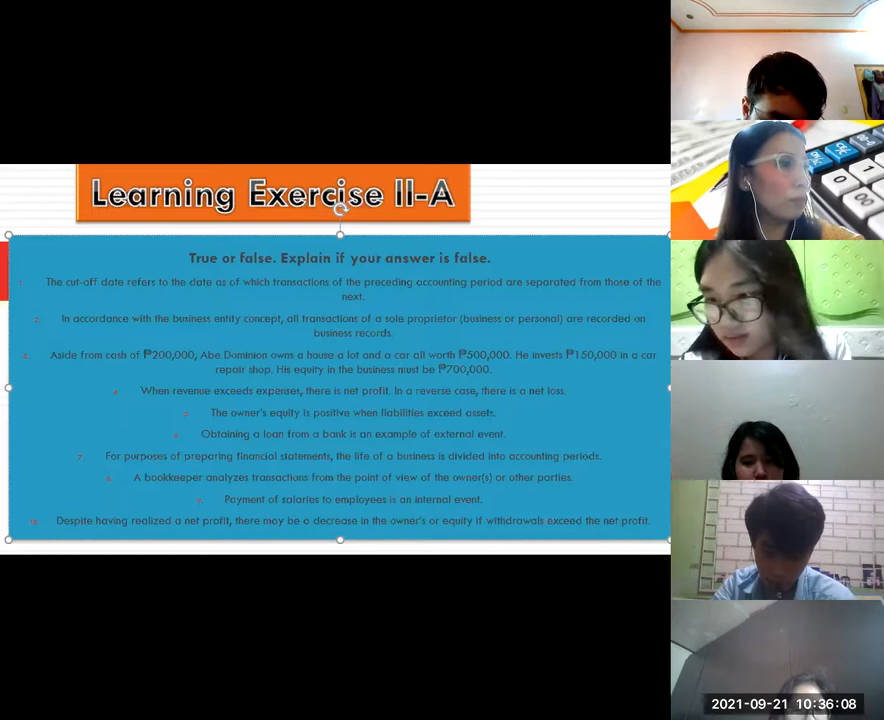 Learning Exercise II-A
True or false. Explain if your answer is false.
1. The cut-off date refers to the date as of which transactions of the preceding accounting period are separated from those of the
next.
2. In accordance with the business entity concept, all transactions of a sole proprietor (business or personal) are recorded on
business records.
3. Aside from cash of ₱200,000, Abe Dominion owns a house a lot and a car all worth ₱500,000. He invests ₱150,000 in a car
repair shop. His equity in the business must be ₱700,000.
4. When revenue exceeds expenses, there is net profit. In a reverse case, there is a net loss.
5. The owner's equity is positive when liabilities exceed assets.
6. Obtaining a loan from a bank is an example of external event.
7. For purposes of preparing financial statements, the life of a business is divided into accounting periods.
8. A bookkeeper analyzes transactions from the point of view of the owner(s) or other parties.
9. Payment of salaries to employees is an internal event.
10. Despite having realized a net profit, there may be a decrease in the owner's or equity if withdrawals exceed the net profit.
0
1
00
2021-09-21 10:36:08